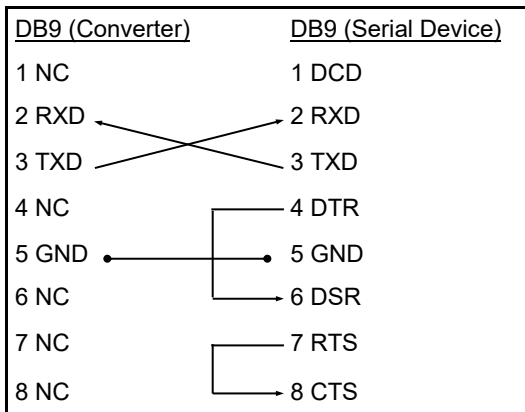 DB9 (Converter) DB9 (Serial Device)
1 NC 1 DCD
2 RXD 2 RXD
3 TXD 3 TXD
4 NC 4 DTR
5 GND 5 GND
6 NC 6 DSR
7 NC 7 RTS
8 NC 8 CTS